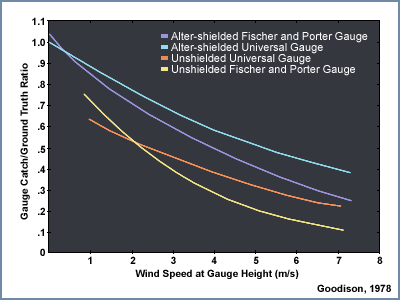 1.1
1.0
.9
.8
.7
.6
.5
.4
.3
.2
.1
0
Gauge Catch/Ground Truth Ratio
Alter-shielded Fischer and Porter Gauge
Alter-shielded Universal Gauge
Unshielded Universal Gauge
Unshielded Fischer and Porter Gauge
1 2 3 4 5 6 7 8
Wind Speed at Gauge Height (m/s)
Goodison, 1978